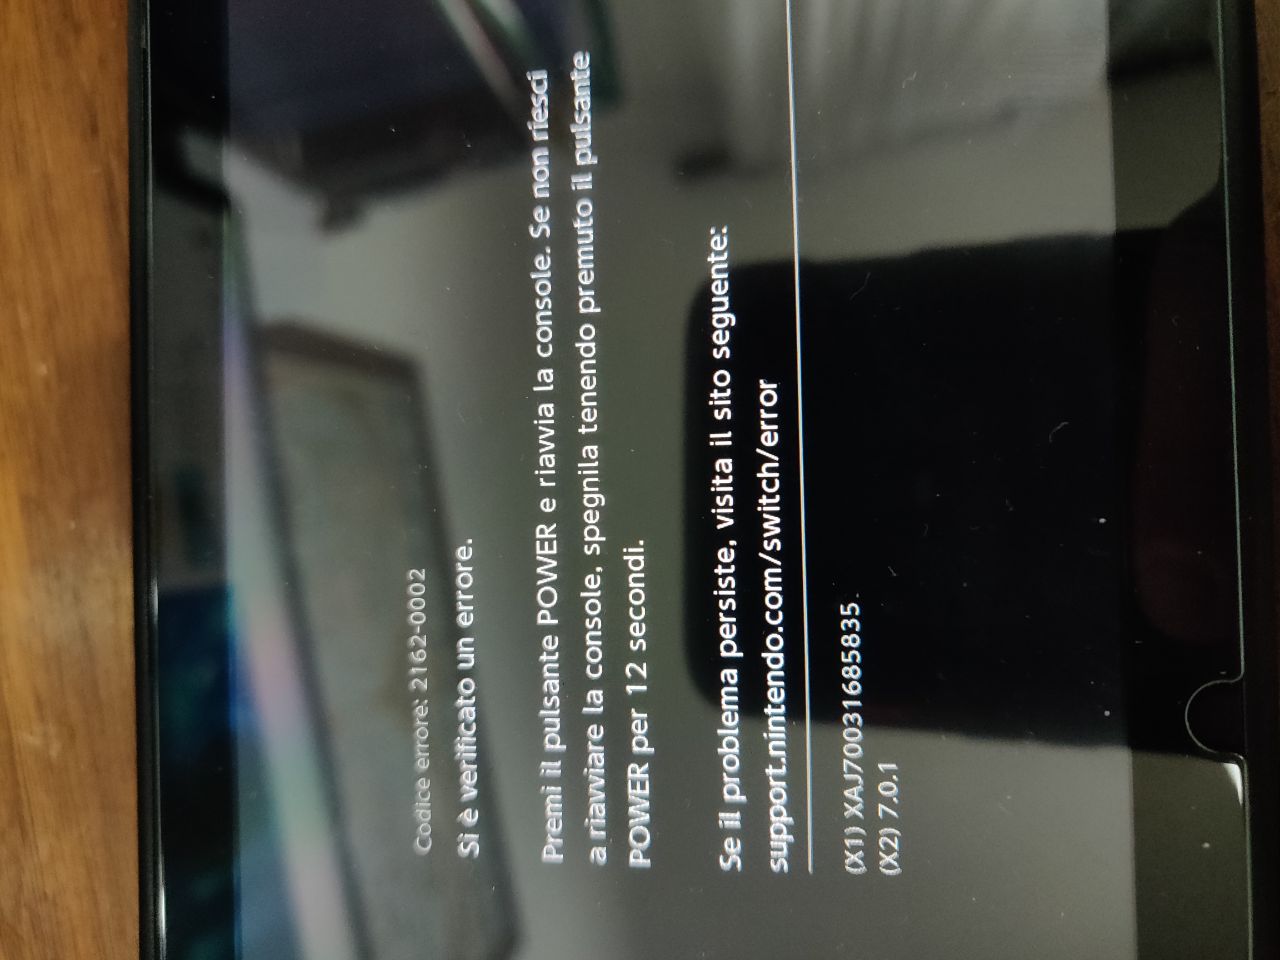 Codice errore: 2162-0002
Si è verificato un errore.
Premi il pulsante POWER e riavvia la console. Se non riesci
a riavviare la console, spegnila tenendo premuto il pulsante
POWER per 12 secondi.
Se il problema persiste, visita il sito seguente:
support.nintendo.com/switch/error
(X1) XAJ70031685835
(X2) 7.0.1